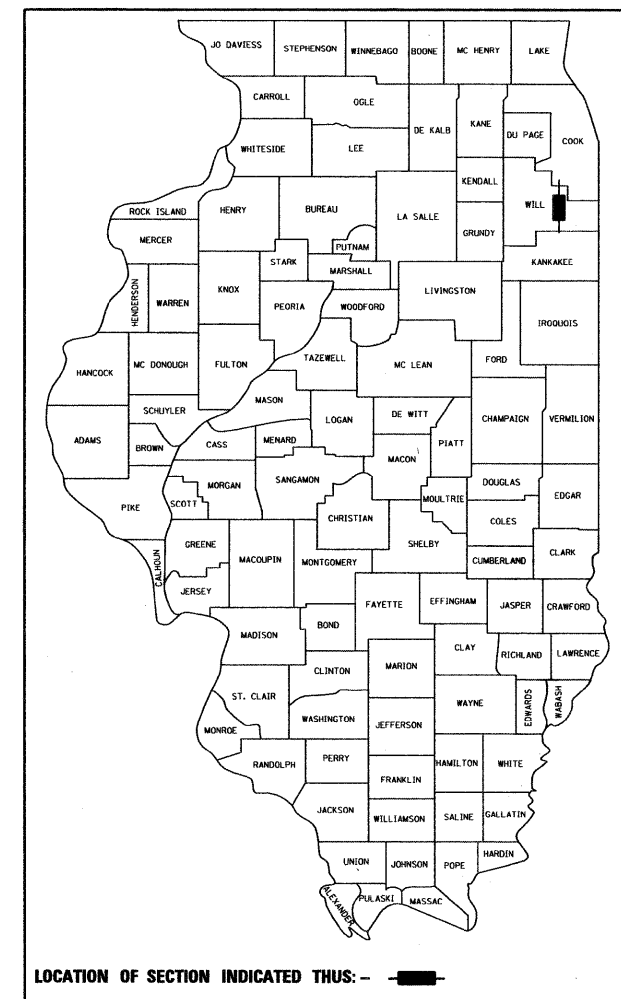 JO DAVIESS STEPHENSON WINNEBAGO BOONE MC HENRY LAKE
CARROLL OGLE DE KALB KANE DU PAGE COOK
WHITESIDE LEE KENDALL WILL
ROCK ISLAND HENRY BUREAU LA SALLE GRUNDY
MERCER PUTNAM KANKAKEE
HENDERSON WARREN KNOX STARK MARSHALL LIVINGSTON
PEORIA WOODFORD IROQUOIS
HANCOCK MC DONOUGH FULTON TAZEWELL MC LEAN FORD
SCHUYLER MASON LOGAN DE WITT CHAMPAIGN VERMILION
ADAMS BROWN CASS MENARD MACON PIATT
PIKE SCOTT MORGAN SANGAMON CHRISTIAN MOULTRIE DOUGLAS EDGAR
COLES
CALHOUN GREENE MACOUPIN MONTGOMERY SHELBY CUMBERLAND CLARK
JERSEY FAYETTE EFFINGHAM JASPER CRAWFORD
MADISON BOND CLAY RICHLAND LAWRENCE
CLINTON MARION WAYNE EDWARDS WABASH
ST. CLAIR WASHINGTON JEFFERSON
MONROE
RANDOLPH PERRY FRANKLIN HAMILTON WHITE
JACKSON WILLIAMSON SALINE GALLATIN
UNION JOHNSON POPE HARDIN
ALEXANDER PULASKI MASSAC
LOCATION OF SECTION INDICATED THUS: –